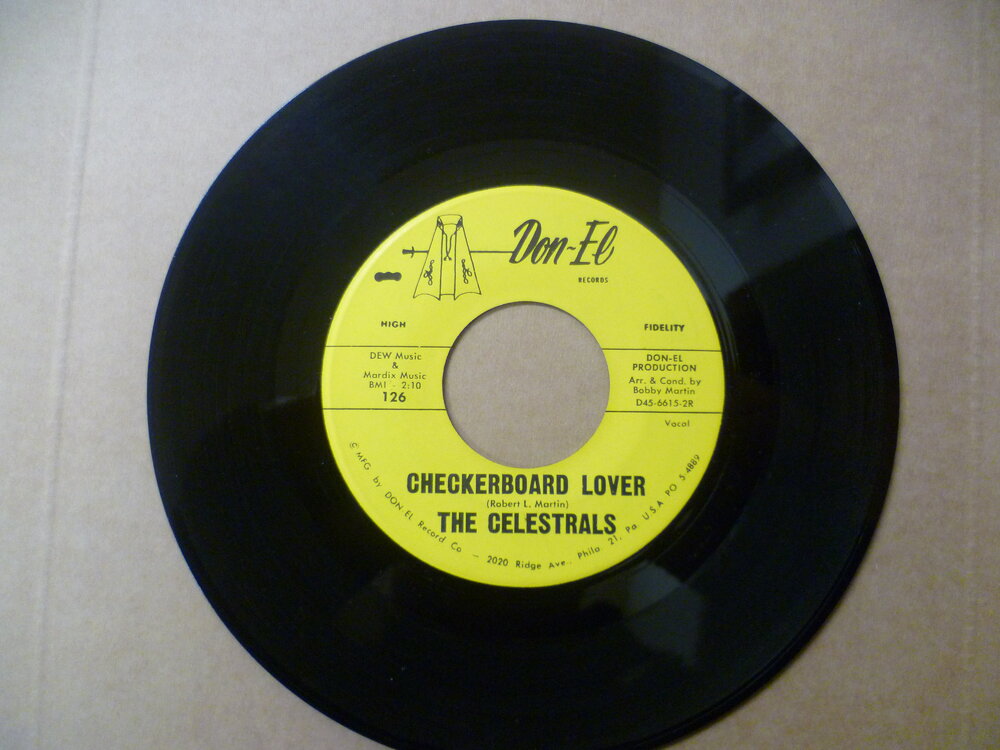 Don-El
RECORDS
HIGH FIDELITY
DEW Music
&
Mardix Music
BMI - 2:10
126
DON-EL
PRODUCTION
Arr. & Cond. by
Bobby Martin
D45-6615-2R
Vocal
CHECKERBOARD LOVER
(Robert L. Martin)
THE CELESTRALS
© MFG. by DON-EL Record Co - 2020 Ridge Ave., Phila 21, Pa. U.S.A PO 5-4889